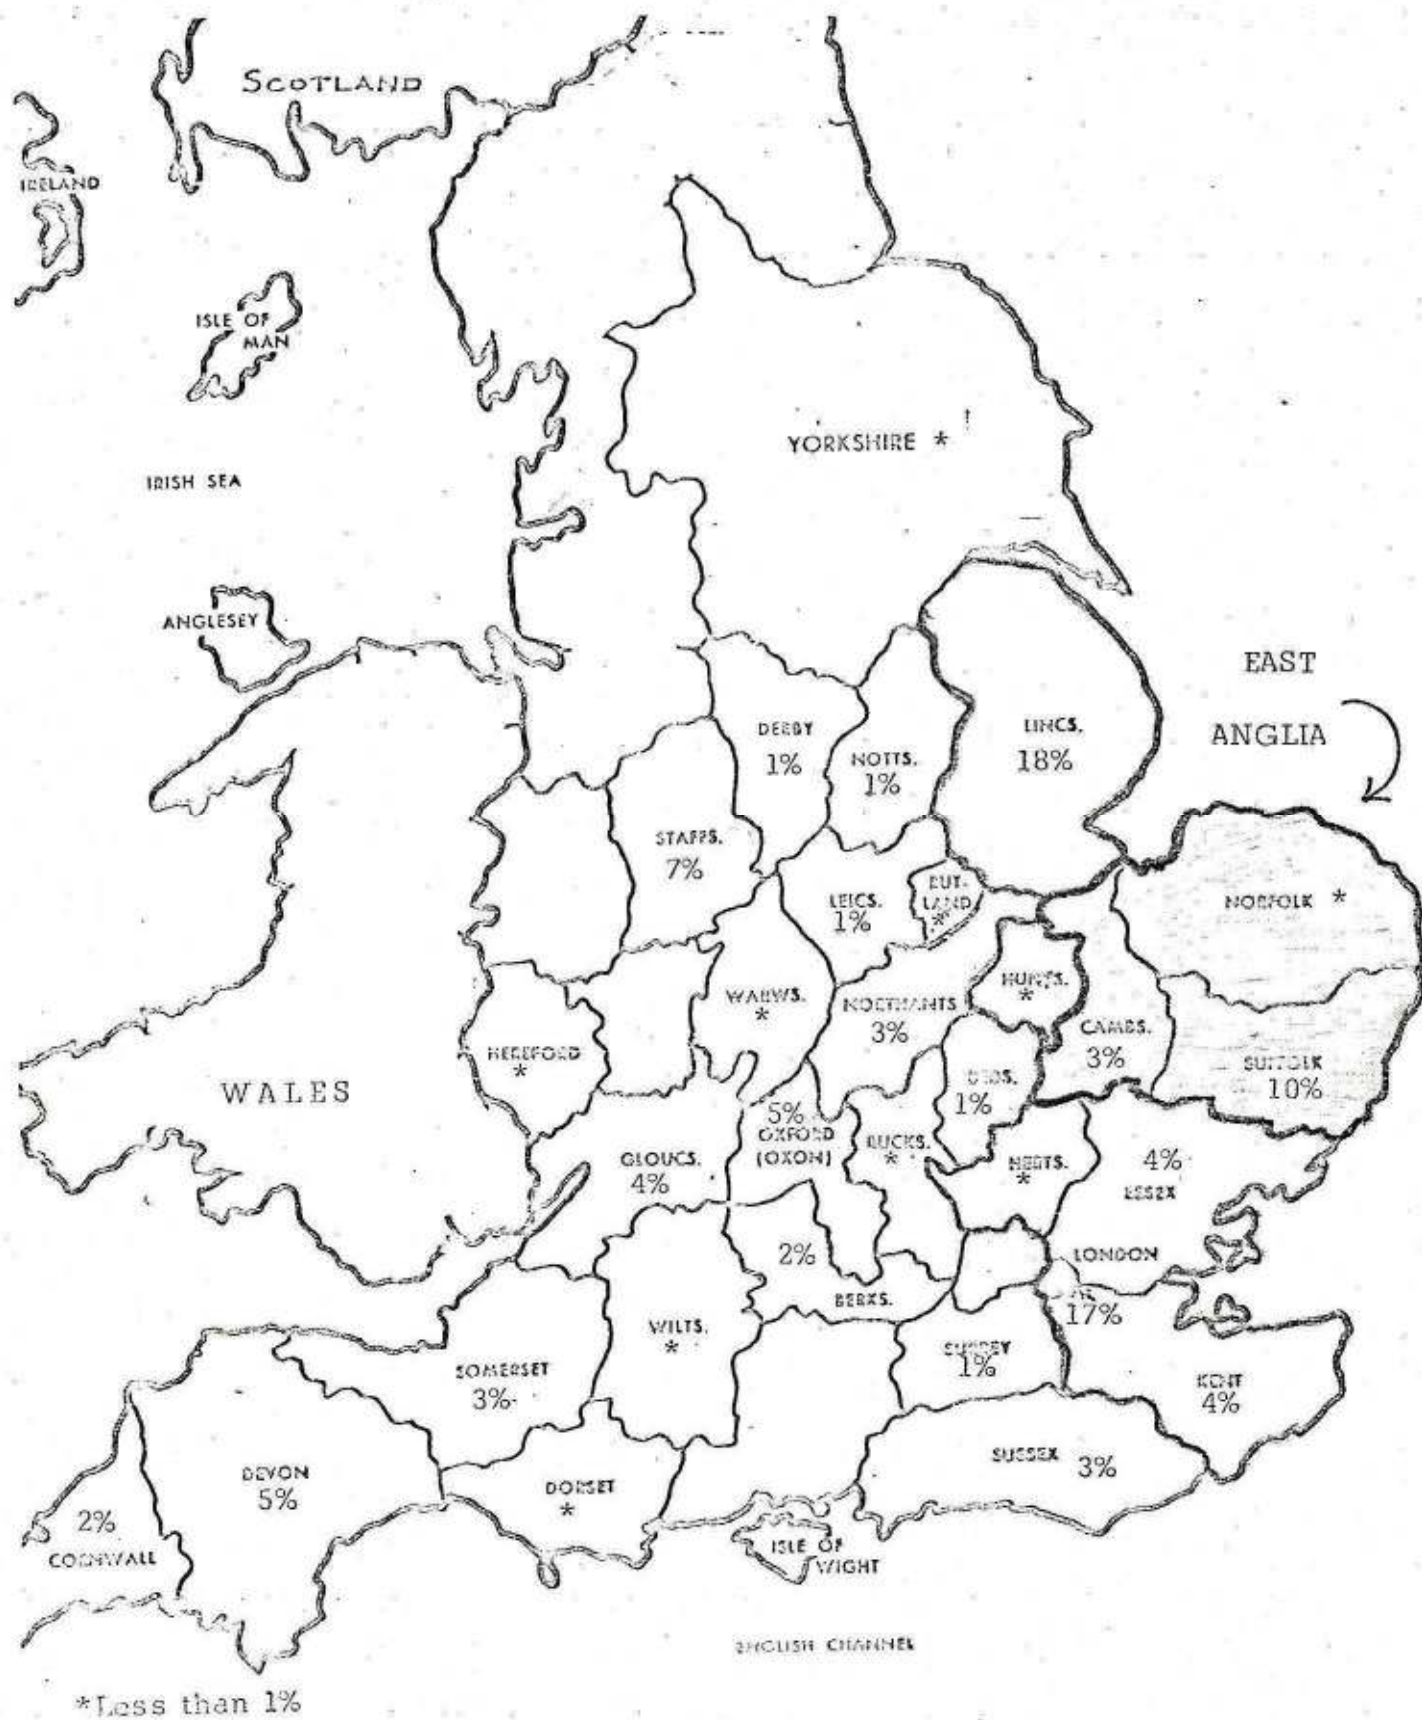 SCOTLAND
IRELAND
ISLE OF
MAN
YORKSHIRE *
IRISH SEA
ANGLESEY
EAST
ANGLIA
LINCS.
18%
DERBY
1%
NOTTS.
1%
STAFFS.
7%
LEICS.
1%
RUT-
LAND
*
NORFOLK *
HUNTS.
*
WARWS.
*
NORTHANTS
3%
CAMBS.
3%
HEREFORD
*
SUFFOLK
10%
WALES
BEDS.
1%
5%
OXFORD
(OXON)
BUCKS.
*
HERTS.
*
4%
ESSEX
GLOUCS.
4%
2%
BERKS.
LONDON
17%
WILTS.
*
SURREY
1%
SOMERSET
3%
KENT
4%
SUSSEX 3%
DEVON
5%
DORSET
*
2%
CORNWALL
ISLE OF
WIGHT
ENGLISH CHANNEL
*Less than 1%